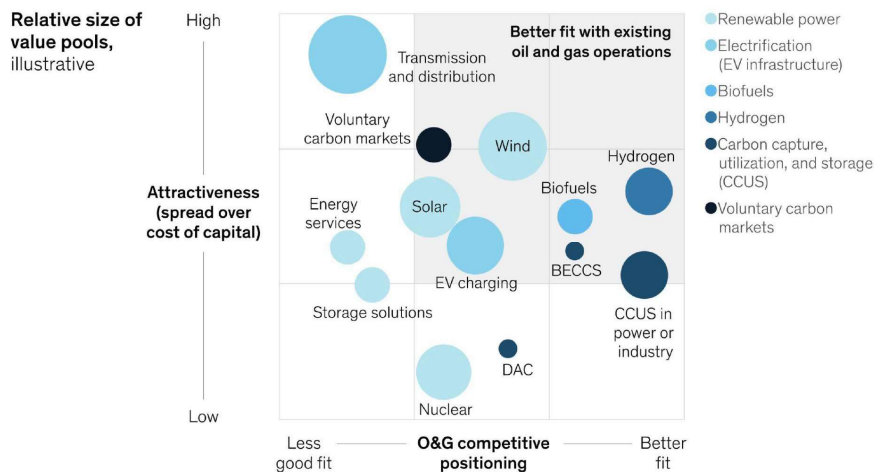 Relative size of
value pools,
illustrative
High
Attractiveness
(spread over
cost of capital)
Low
Transmission
and distribution
Better fit with existing
oil and gas operations
Voluntary
carbon markets
Wind
Hydrogen
Biofuels
Solar
Energy
services
EV charging
BECCS
Storage solutions
CCUS in
power or
industry
DAC
Nuclear
Less
good fit
O&G competitive
positioning
Better
fit
Renewable power
Electrification
(EV infrastructure)
Biofuels
Hydrogen
Carbon capture,
utilization, and storage
(CCUS)
Voluntary carbon
markets